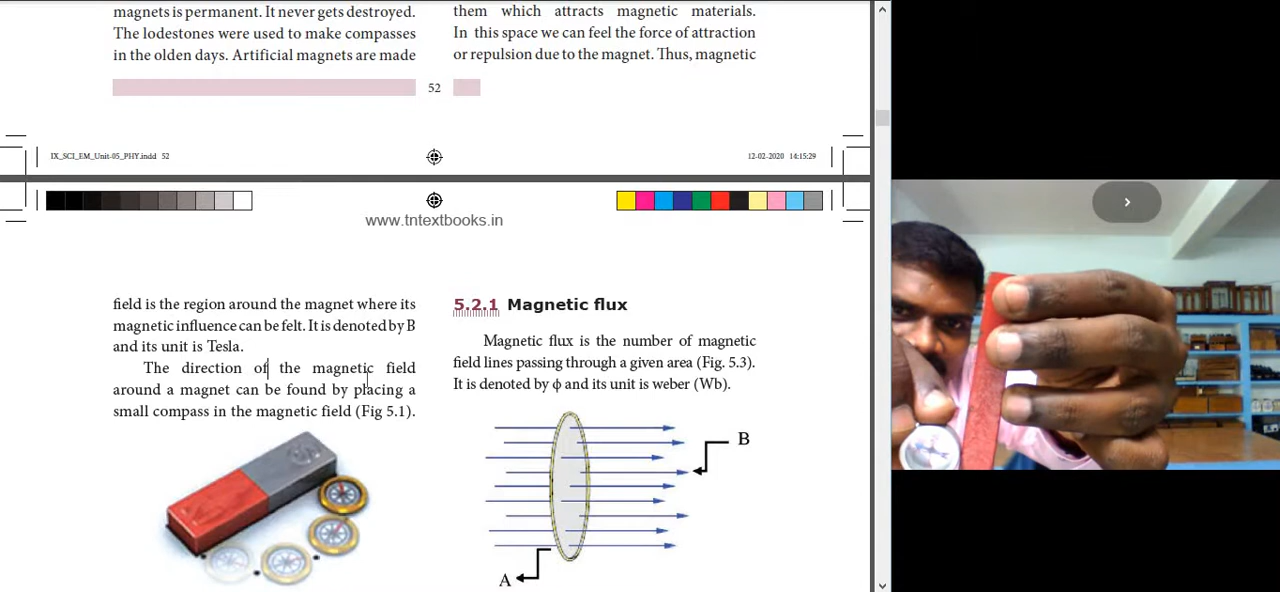 magnets is permanent. It never gets destroyed.
The lodestones were used to make compasses
in the olden days. Artificial magnets are made
them which attracts magnetic materials.
In this space we can feel the force of attraction
or repulsion due to the magnet. Thus, magnetic
52
IX_SCI_EM_Unit-05_PHY.indd 52
12-02-2020 14:15:29
www.tntextbooks.in
field is the region around the magnet where its
magnetic influence can be felt. It is denoted by B
and its unit is Tesla.
The direction of the magnetic field
around a magnet can be found by placing a
small compass in the magnetic field (Fig 5.1).
5.2.1 Magnetic flux
Magnetic flux is the number of magnetic
field lines passing through a given area (Fig. 5.3).
It is denoted by ϕ and its unit is weber (Wb).
B
A